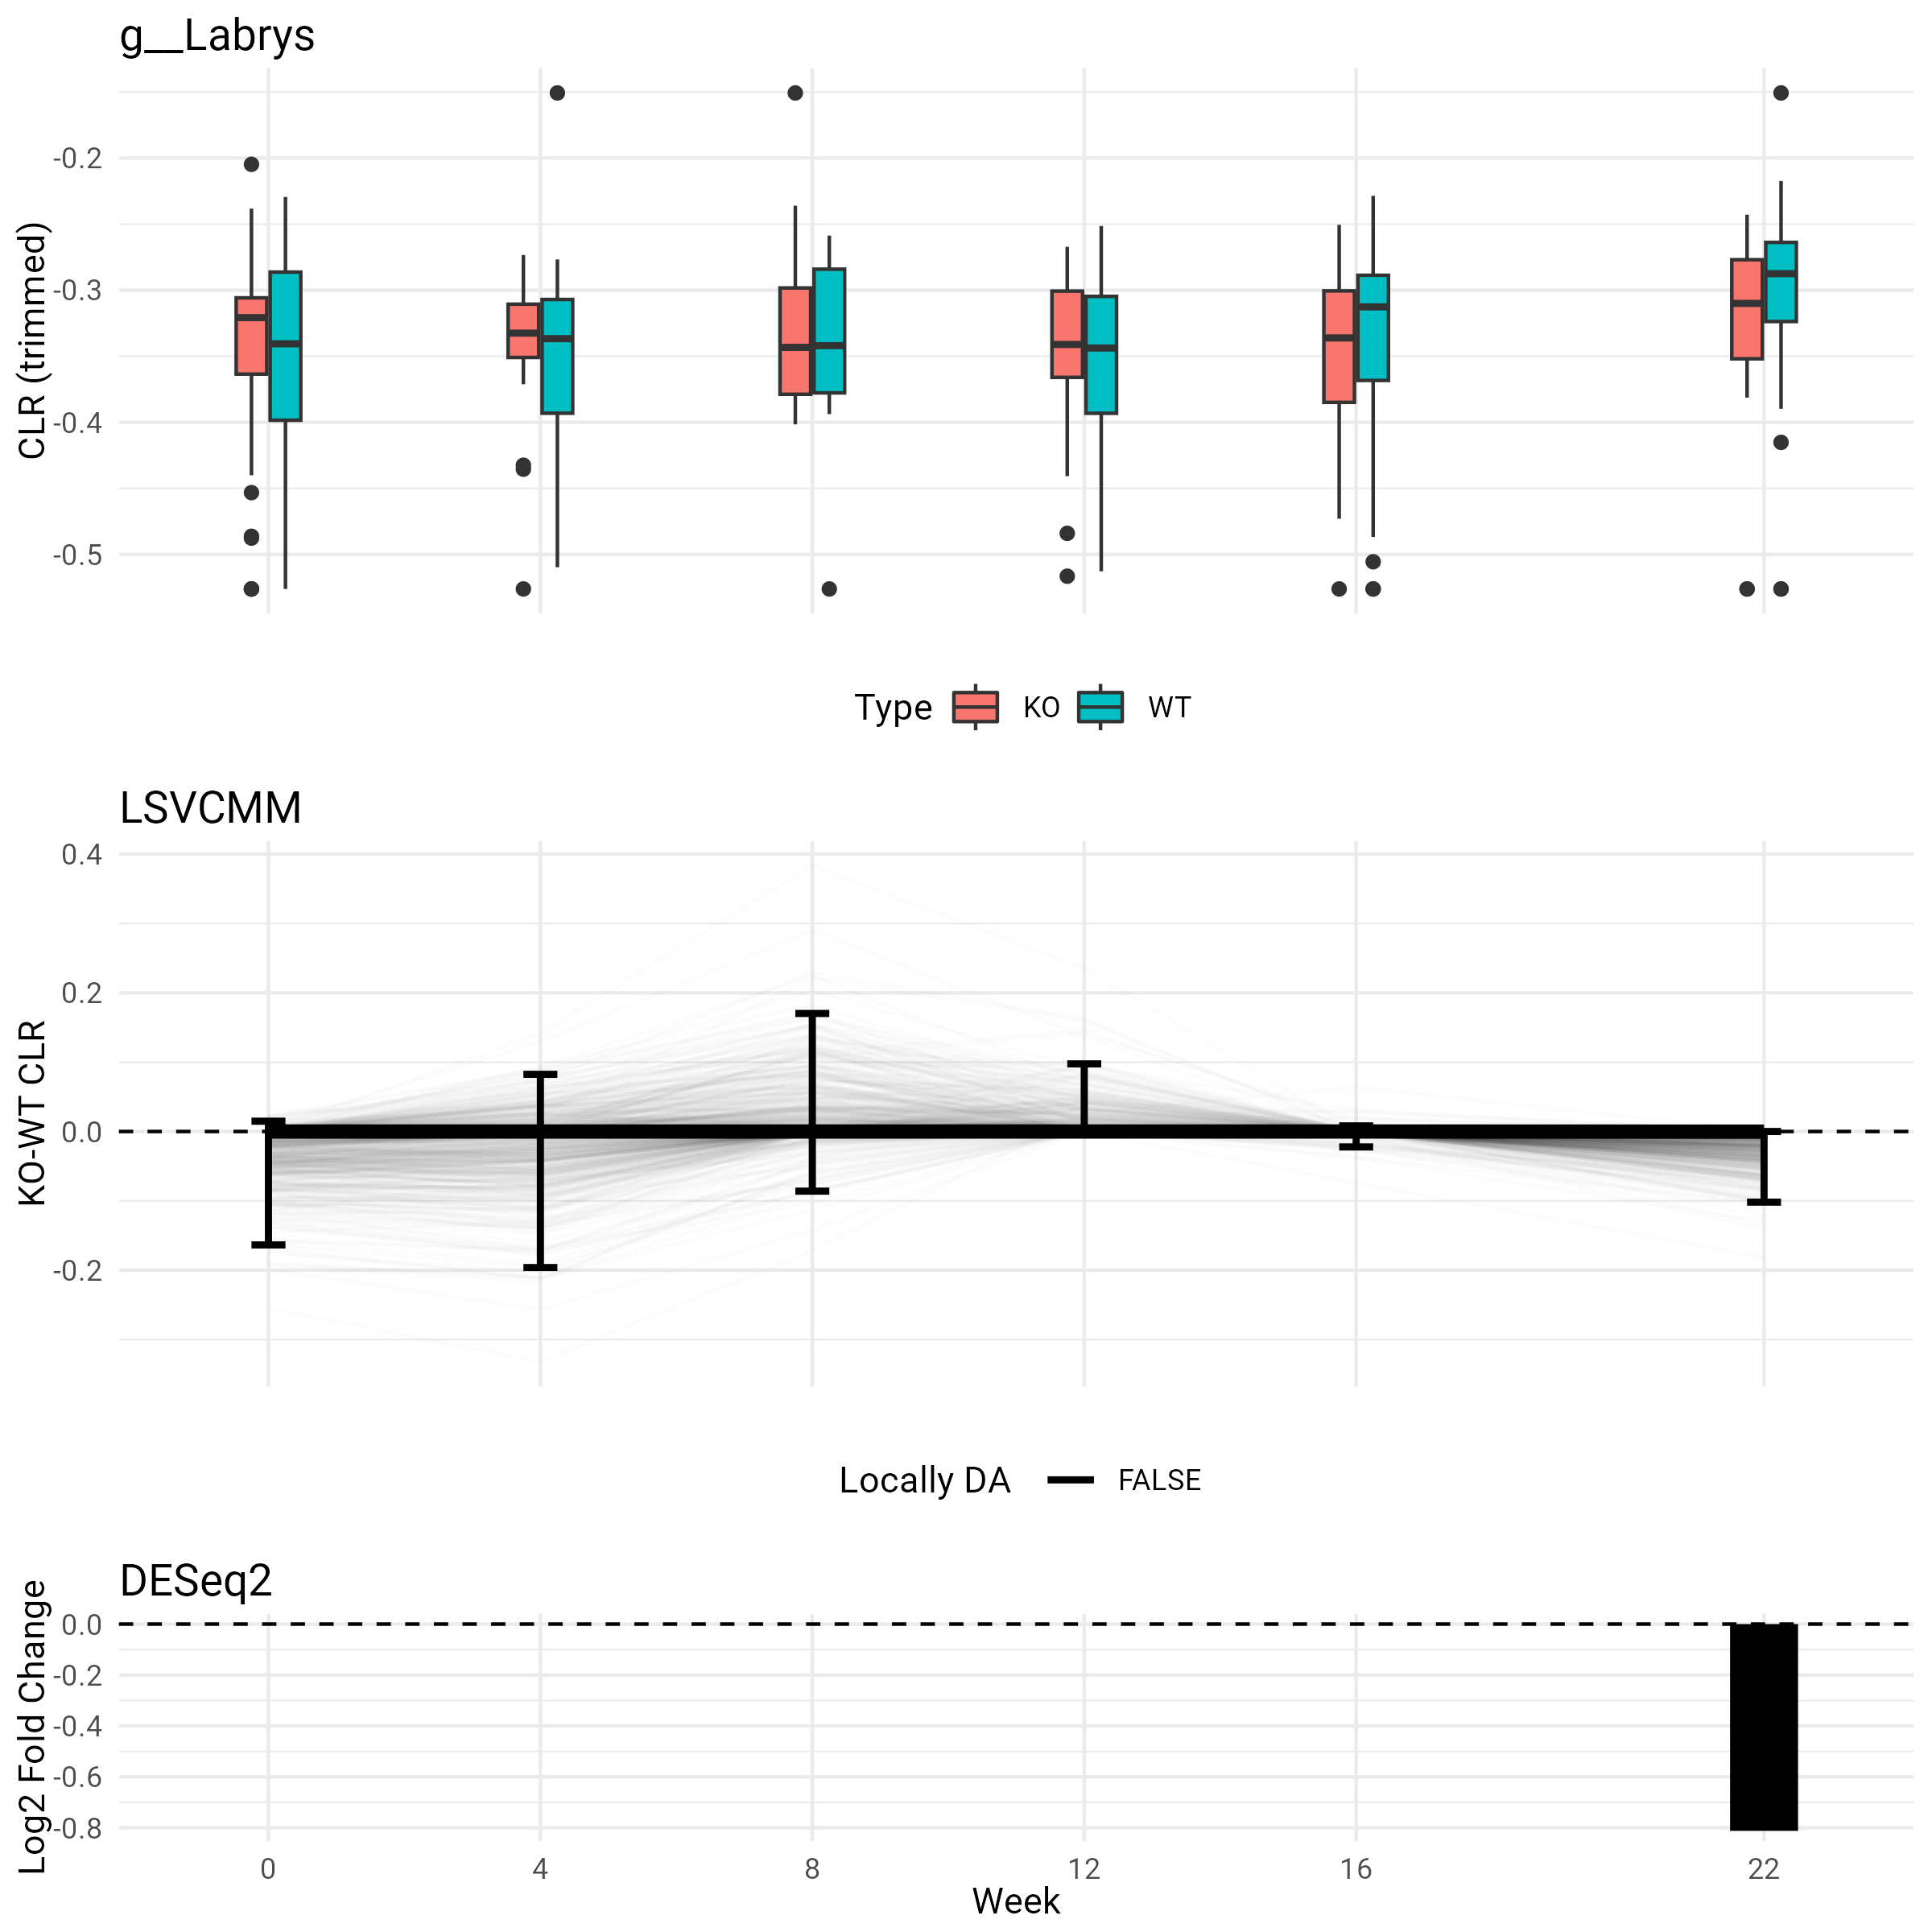 g__Labrys
CLR (trimmed)
-0.2
-0.3
-0.4
-0.5
Type KO WT
LSVCMM
KO-WT CLR
0.4
0.2
0.0
-0.2
Locally DA FALSE
DESeq2
Log2 Fold Change
0.0
-0.2
-0.4
-0.6
-0.8
0 4 8 12 16 22
Week